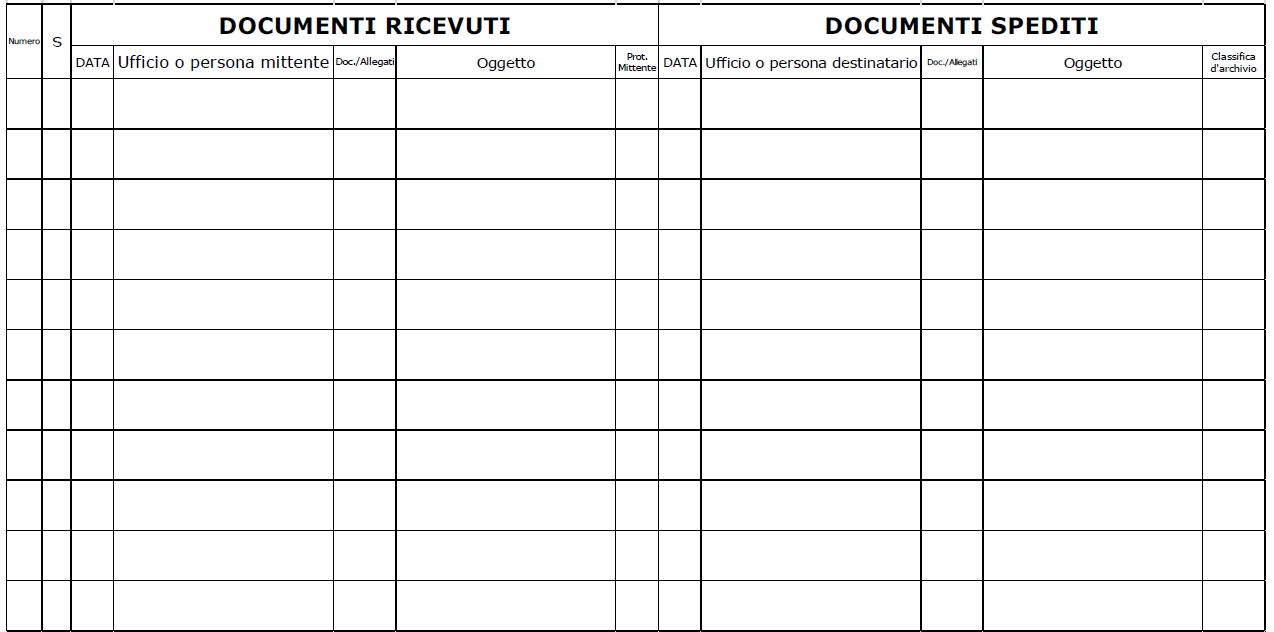 DOCUMENTI RICEVUTI
DOCUMENTI SPEDITI
Numero
S
DATA
Ufficio o persona mittente
Doc./Allegati
Oggetto
Prot.
Mittente
DATA
Ufficio o persona destinatario
Doc./Allegati
Oggetto
Classifica
d'archivio